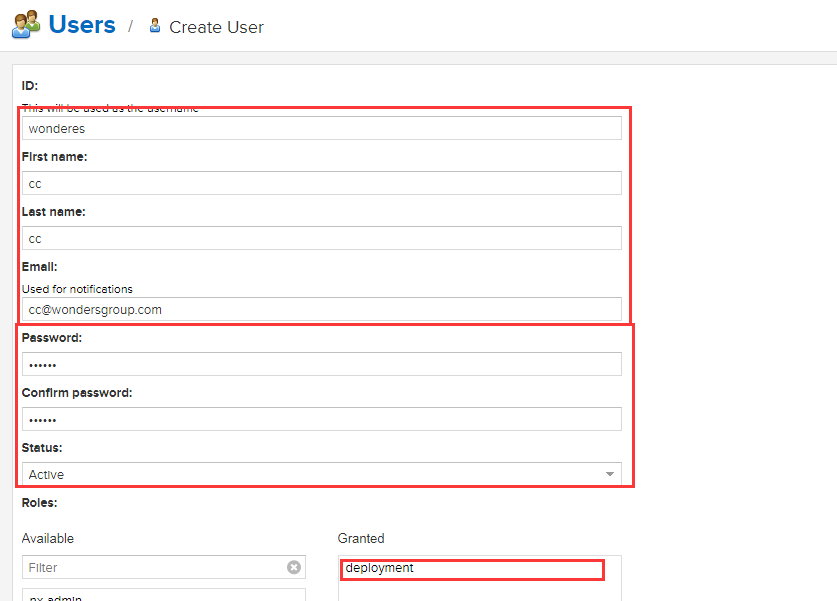 Users / Create User
ID:
This will be used as the username
wonderes
First name:
cc
Last name:
cc
Email:
Used for notifications
cc@wondersgroup.com
Password:
••••••
Confirm password:
••••••
Status:
Active
Roles:
Available Granted
Filter deployment
nx-admin